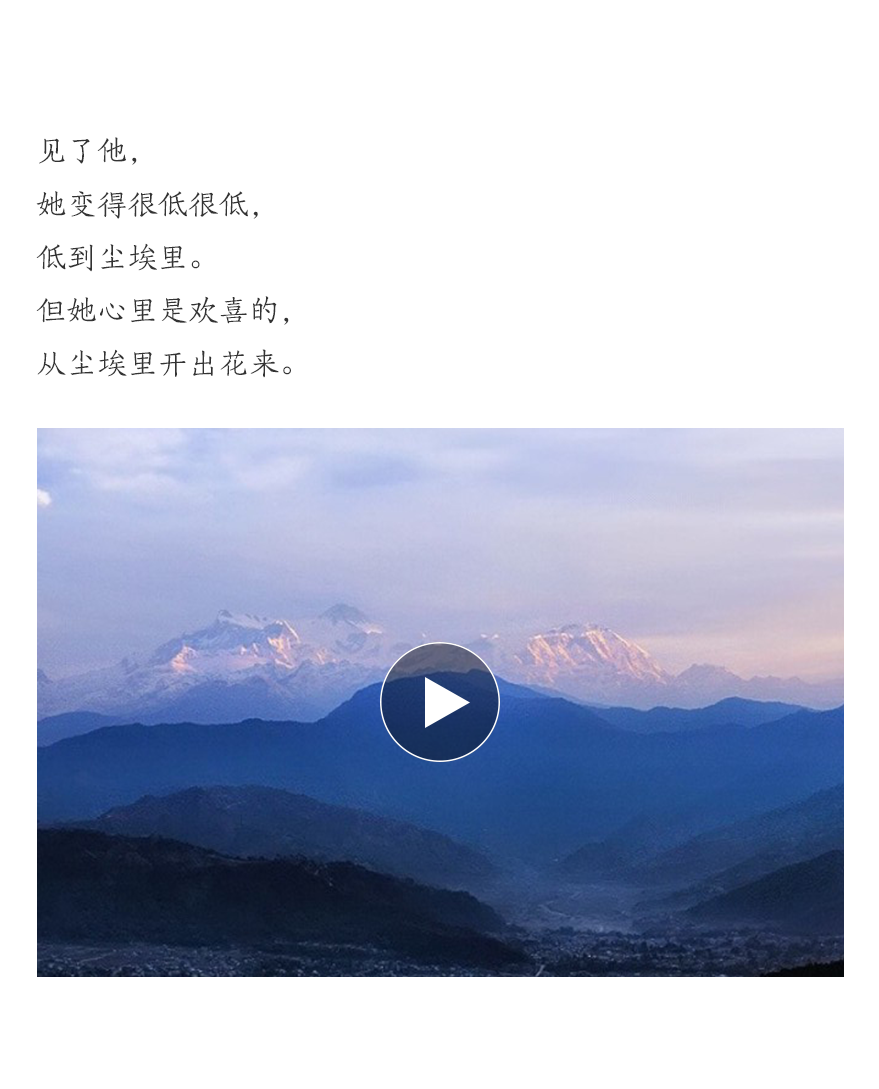 见了他，
她变得很低很低，
低到尘埃里。
但她心里是欢喜的，
从尘埃里开出花来。